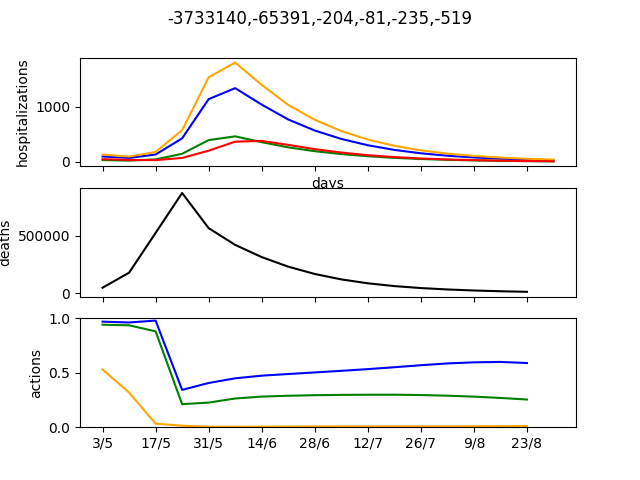 -3733140,-65391,-204,-81,-235,-519
hospitalizations
1000
0
days
deaths
500000
0
actions
1.0
0.5
0.0
3/5 17/5 31/5 14/6 28/6 12/7 26/7 9/8 23/8